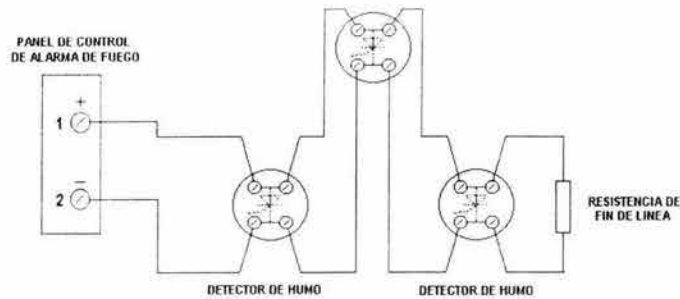 PANEL DE CONTROL
DE ALARMA DE FUEGO
+
1
−
2
RESISTENCIA DE
FIN DE LINEA
DETECTOR DE HUMO
DETECTOR DE HUMO